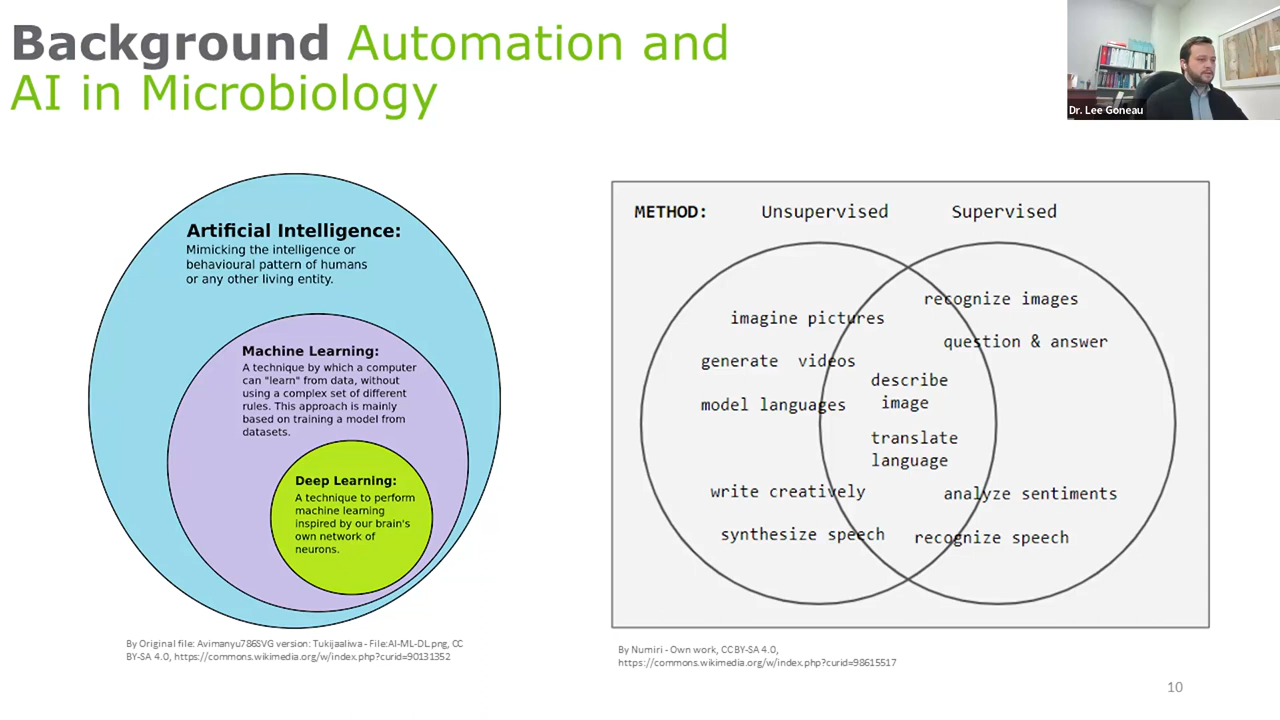 Background Automation and
AI in Microbiology
Dr. Lee Goneau
Artificial Intelligence:
Mimicking the intelligence or
behavioural pattern of humans
or any other living entity.
Machine Learning:
A technique by which a computer
can "learn" from data, without
using a complex set of different
rules. This approach is mainly
based on training a model from
datasets.
Deep Learning:
A technique to perform
machine learning
inspired by our brain's
own network of
neurons.
By Original file: Avimanyu786SVG version: Tukijaaliwa - File:AI-ML-DL.png, CC
BY-SA 4.0, https://commons.wikimedia.org/w/index.php?curid=90131352
METHOD: Unsupervised Supervised
recognize images
imagine pictures
question & answer
generate videos
describe
image
model languages
translate
language
write creatively
analyze sentiments
synthesize speech
recognize speech
By Numiri - Own work, CC BY-SA 4.0,
https://commons.wikimedia.org/w/index.php?curid=98615517
10